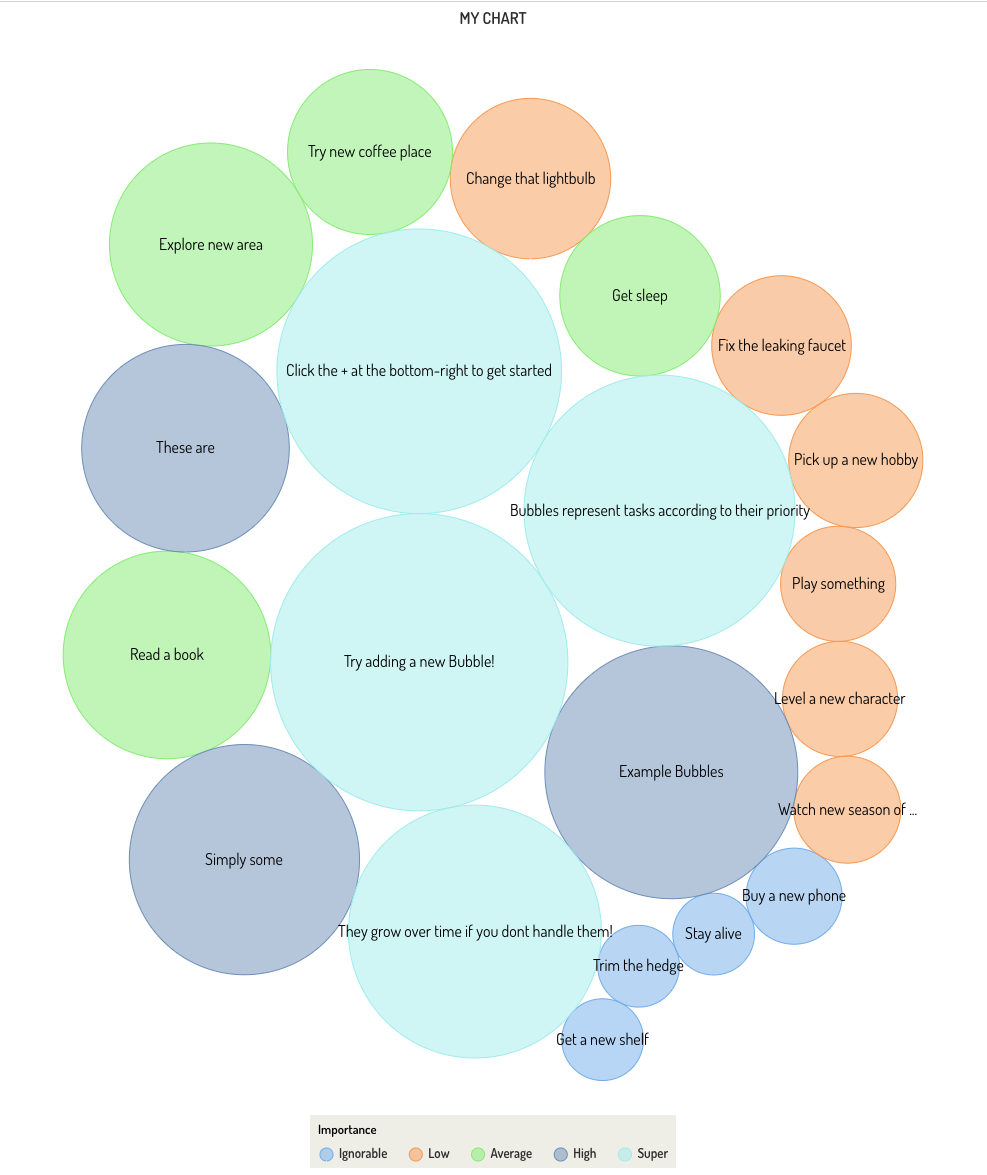 MY CHART
Try new coffee place
Change that lightbulb
Explore new area
Get sleep
Fix the leaking faucet
Click the + at the bottom-right to get started
These are
Pick up a new hobby
Bubbles represent tasks according to their priority
Play something
Read a book
Try adding a new Bubble!
Level a new character
Example Bubbles
Watch new season of ...
Simply some
Buy a new phone
They grow over time if you dont handle them!
Stay alive
Trim the hedge
Get a new shelf
Importance
Ignorable Low Average High Super